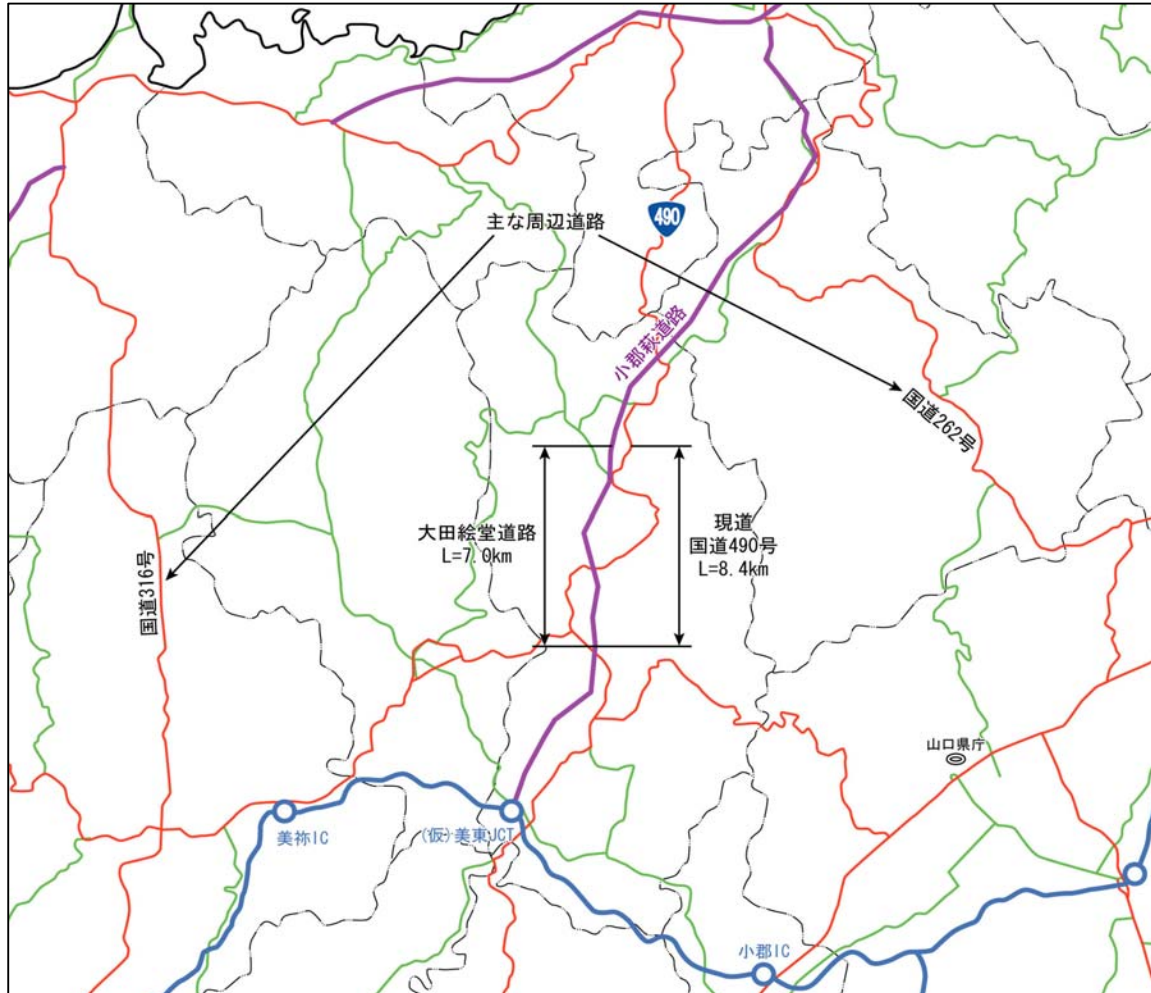 490
主な周辺道路
小郡萩道路
国道262号
大田絵堂道路
L=7.0km
現道
国道490号
L=8.4km
国道316号
山口県庁
美祢IC
(仮)美東JCT
小郡IC